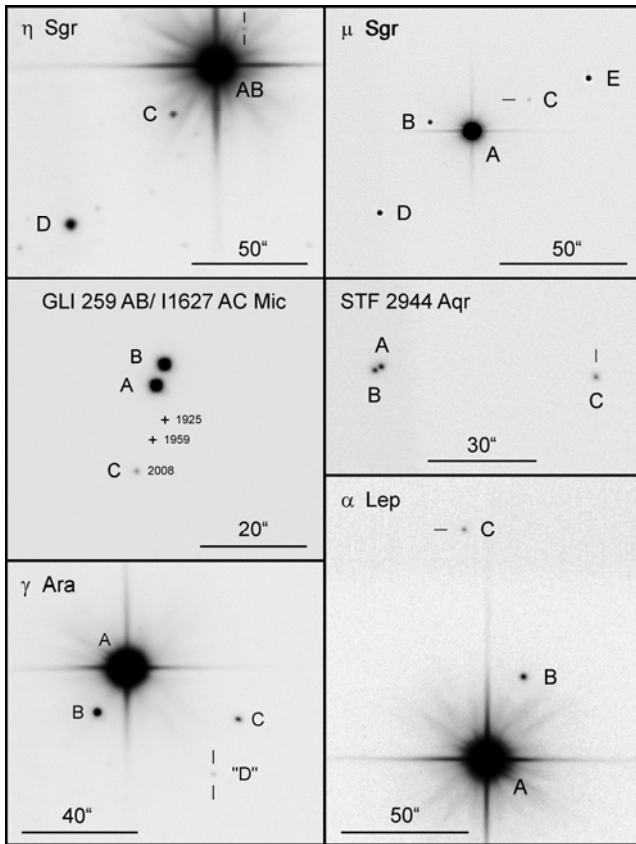 η Sgr
AB
C
D
50“
μ Sgr
E
C
B
A
D
50“
GLI 259 AB/ I1627 AC Mic
B
A
+ 1925
+ 1959
C 2008
20“
STF 2944 Aqr
A
B
C
30“
γ Ara
A
B
C
"D"
40“
α Lep
C
B
A
50“